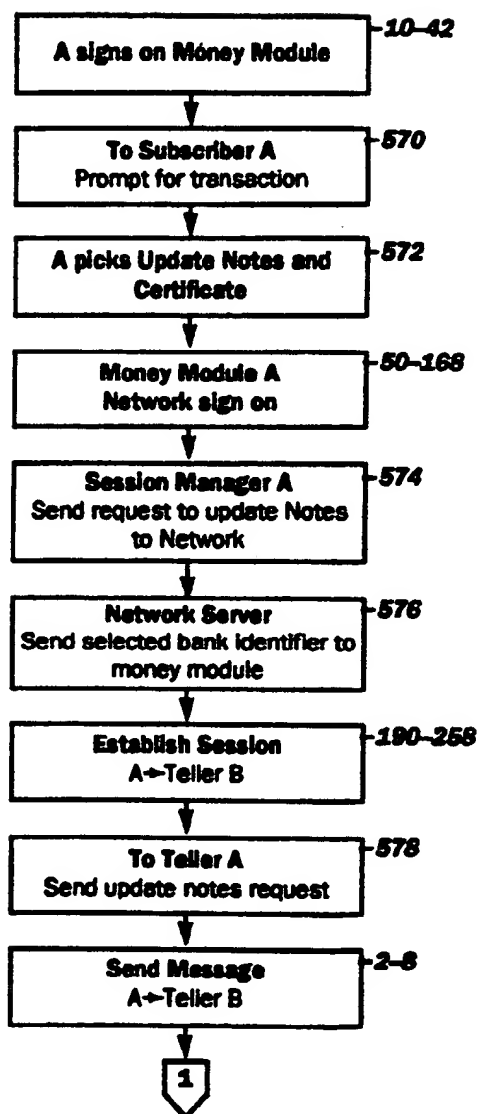 10–42
A signs on Money Module
570
To Subscriber A
Prompt for transaction
572
A picks Update Notes and
Certificate
50–168
Money Module A
Network sign on
574
Session Manager A
Send request to update Notes
to Network
576
Network Server
Send selected bank identifier to
money module
190–258
Establish Session
A→Teller B
578
To Teller A
Send update notes request
2–8
Send Message
A→Teller B
1